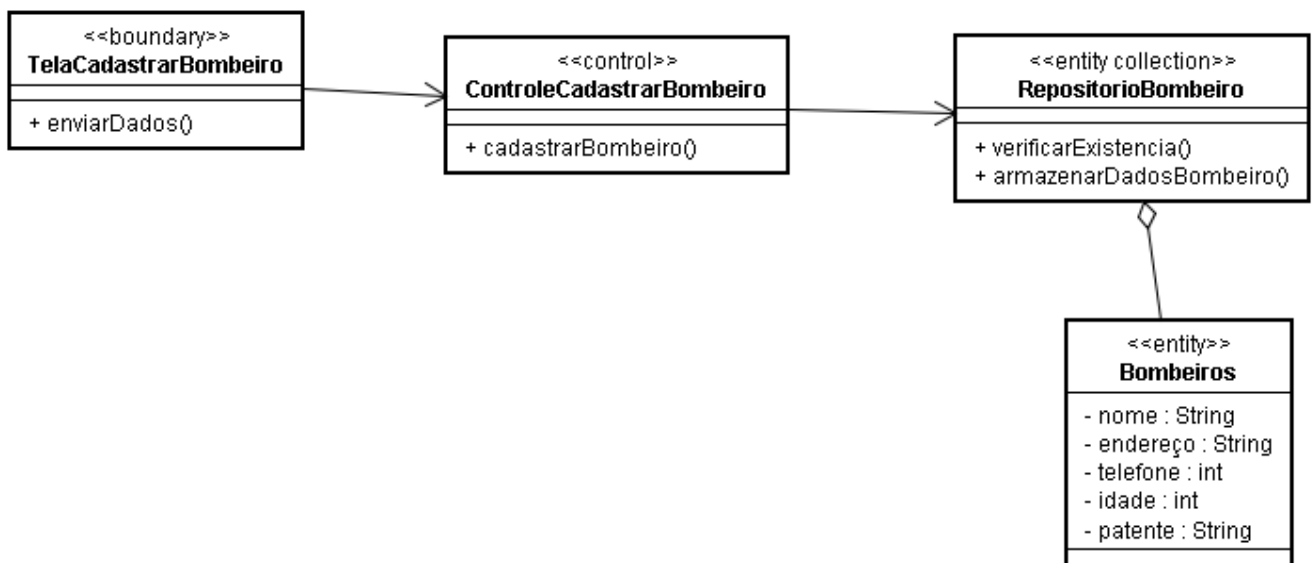 <<boundary>>
TelaCadastrarBombeiro
+ enviarDados()
<<control>>
ControleCadastrarBombeiro
+ cadastrarBombeiro()
<<entity collection>>
RepositorioBombeiro
+ verificarExistencia()
+ armazenarDadosBombeiro()
<<entity>>
Bombeiros
- nome : String
- endereço : String
- telefone : int
- idade : int
- patente : String